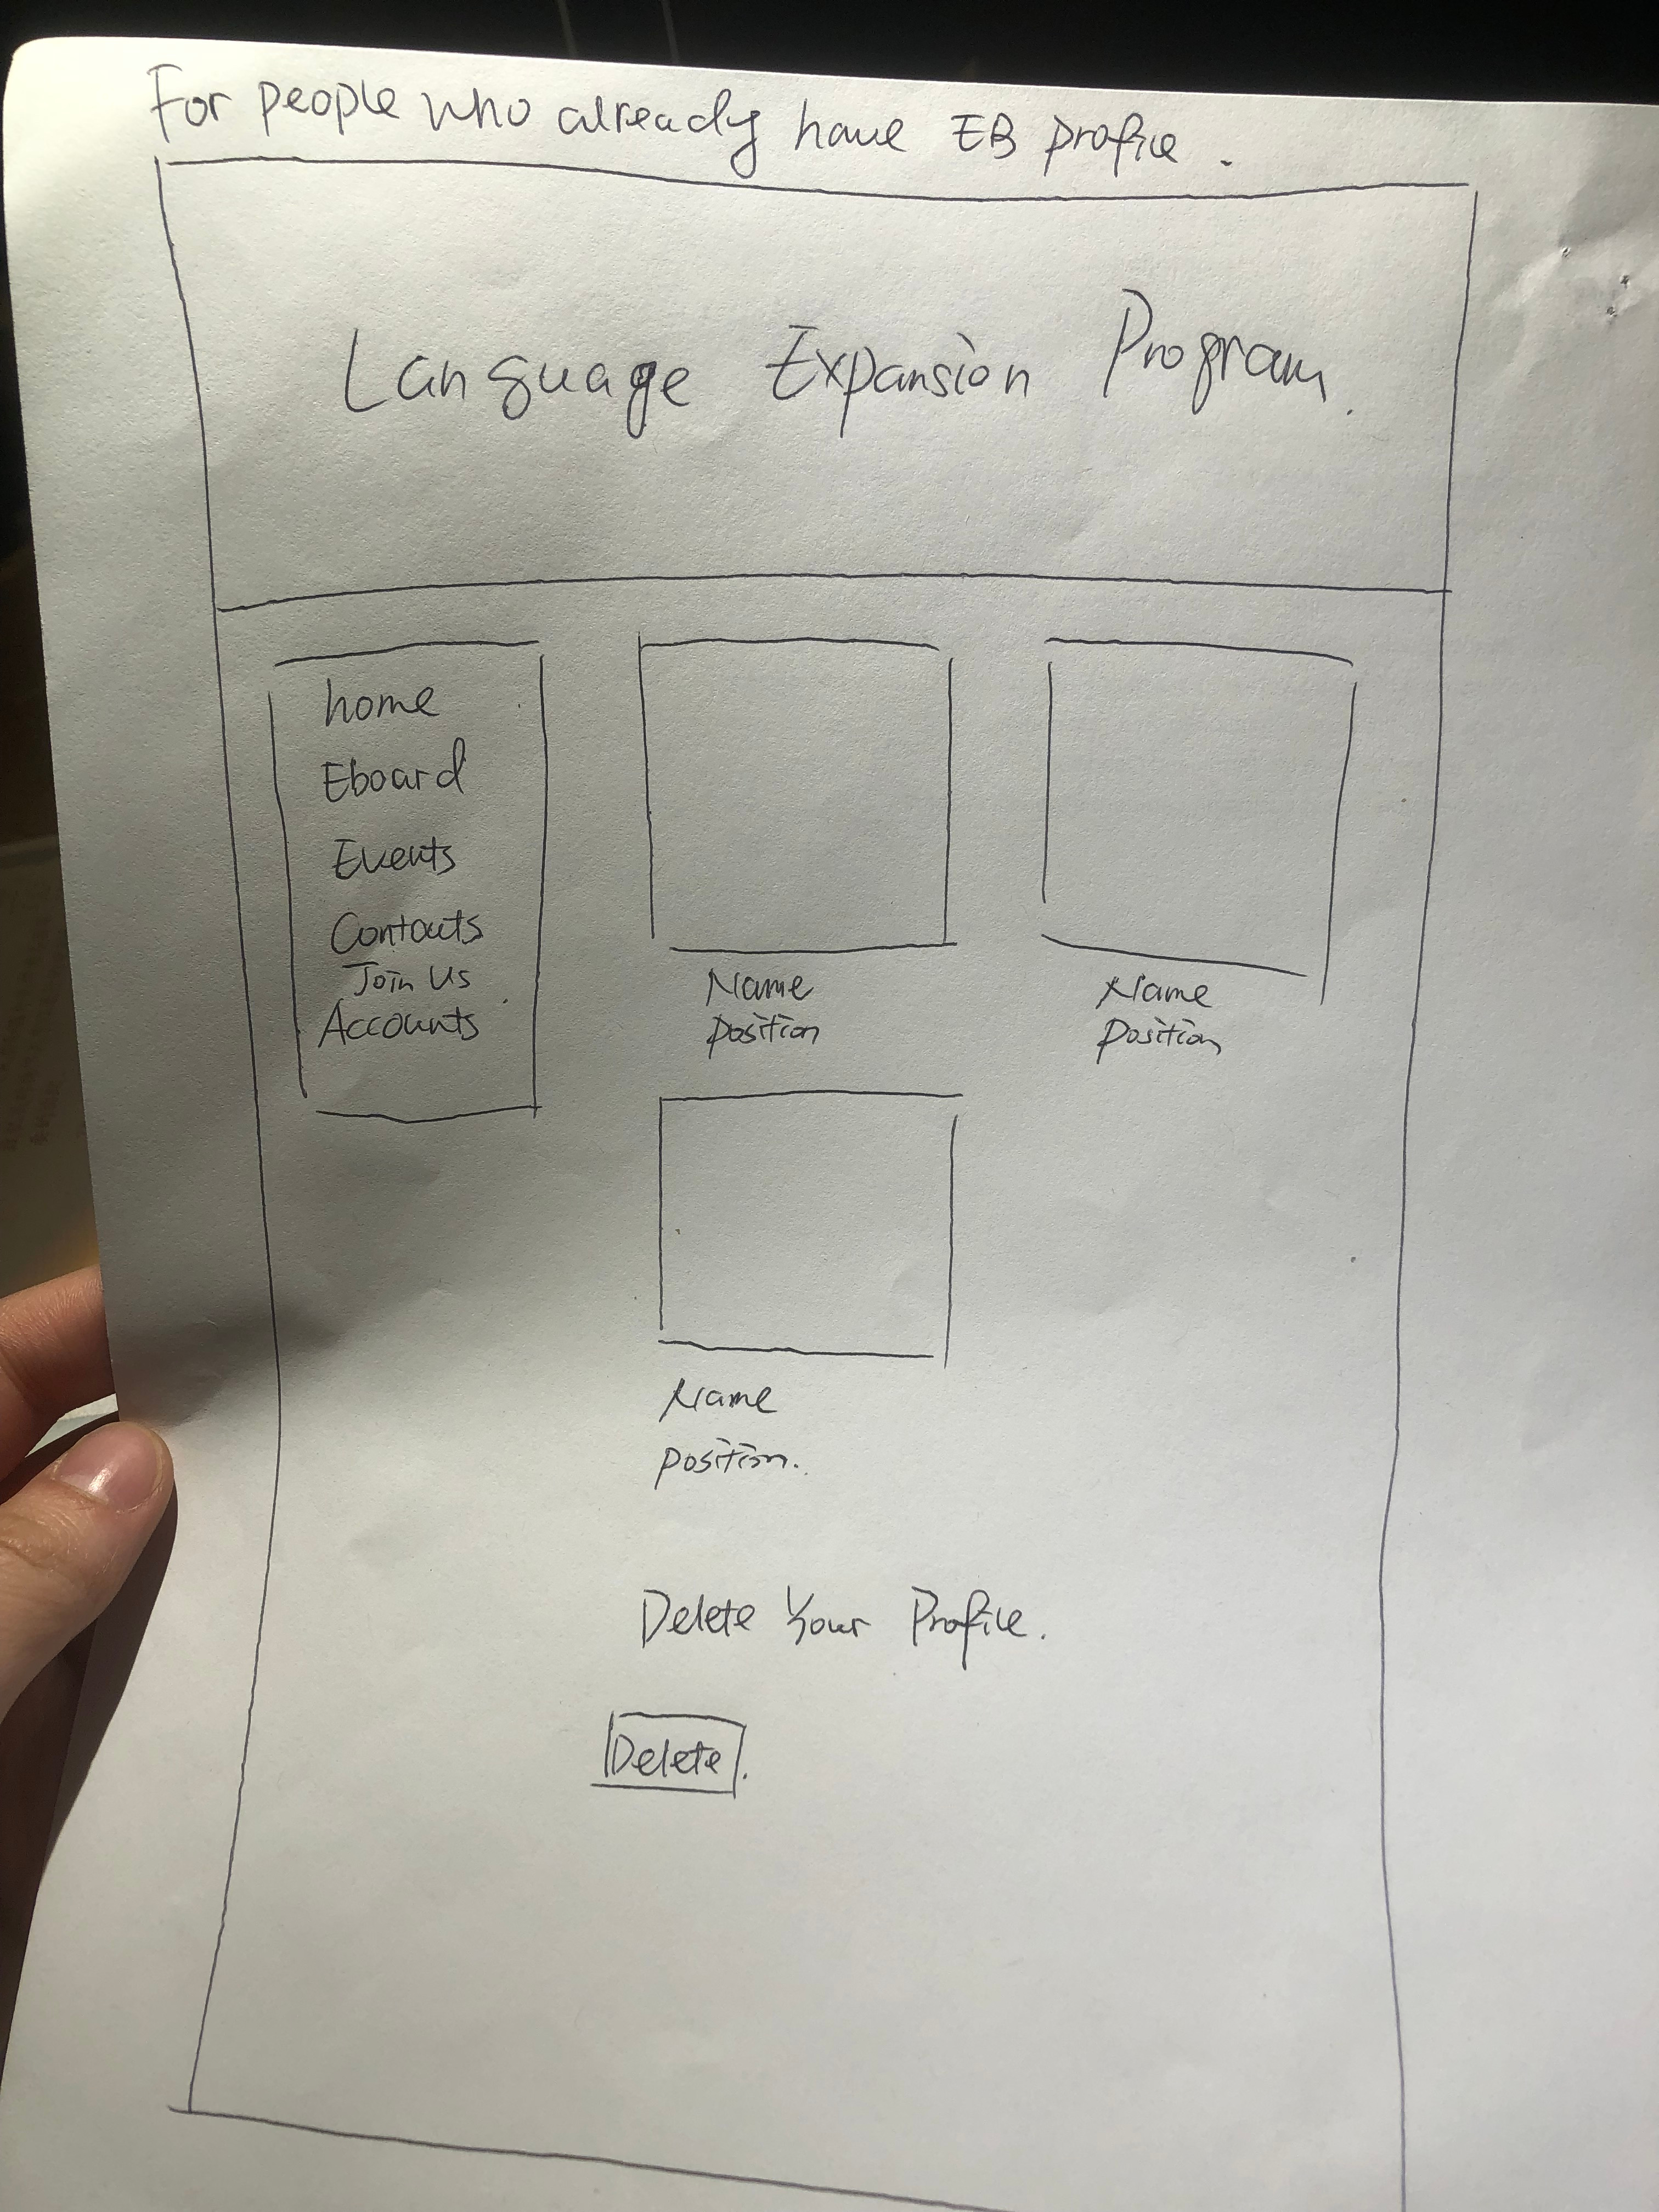 For people who already have EB profile.
Language Expansion Program.
home
Eboard
Events
Contacts
Join Us
Accounts
Name
position
Name
position
Name
position.
Delete Your Profile.
Delete.